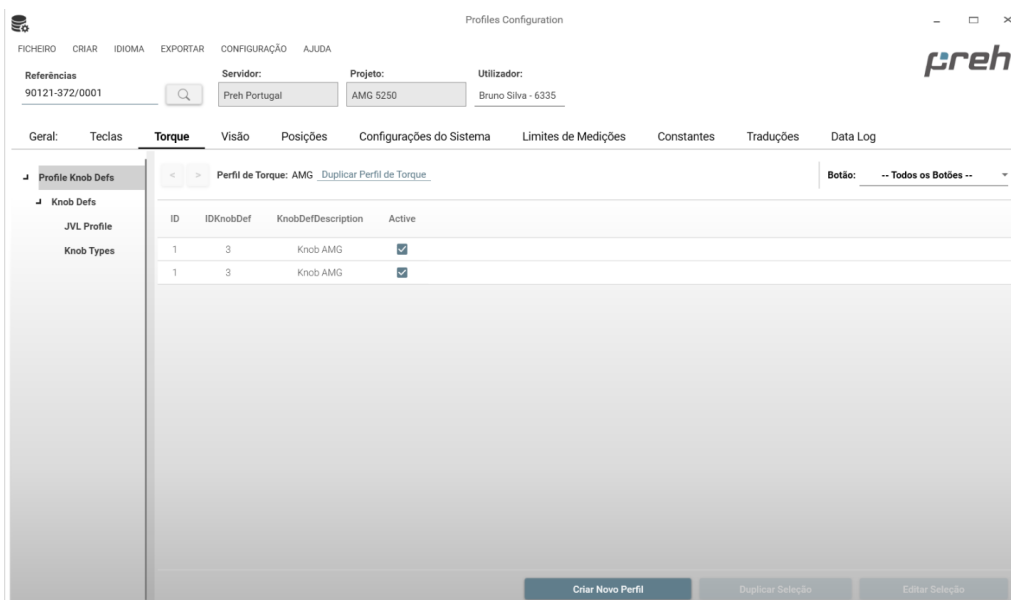 Profiles Configuration
FICHEIRO CRIAR IDIOMA EXPORTAR CONFIGURAÇÃO AJUDA
preh
Referências Servidor: Projeto: Utilizador:
90121-372/0001 Preh Portugal AMG 5250 Bruno Silva - 6335
Geral: Teclas Torque Visão Posições Configurações do Sistema Limites de Medições Constantes Traduções Data Log
Profile Knob Defs < > Perfil de Torque: AMG Duplicar Perfil de Torque Botão: -- Todos os Botões --
Knob Defs
JVL Profile
Knob Types
ID IDKnobDef KnobDefDescription Active
1 3 Knob AMG
1 3 Knob AMG
Criar Novo Perfil Duplicar Seleção Editar Seleção